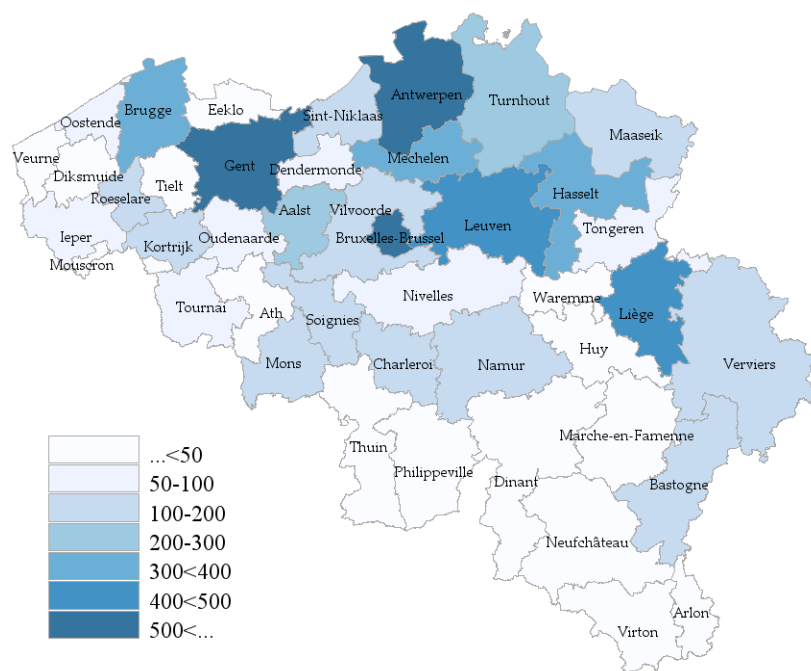 Antwerpen
Turnhout
Brugge
Eeklo
Sint-Niklaas
Oostende
Maaseik
Veurne
Gent
Mechelen
Dendermonde
Diksmuide
Tielt
Hasselt
Roeselare
Aalst
Vilvoorde
Leuven
Tongeren
Ieper
Kortrijk
Oudenaarde
Bruxelles-Brussel
Mouscron
Nivelles
Waremme
Tournai
Ath
Soignies
Liège
Huy
Mons
Charleroi
Namur
Verviers
Marche-en-Famenne
Thuin
Philippeville
Dinant
Bastogne
Neufchâteau
Arlon
Virton
...<50
50-100
100-200
200-300
300<400
400<500
500<...